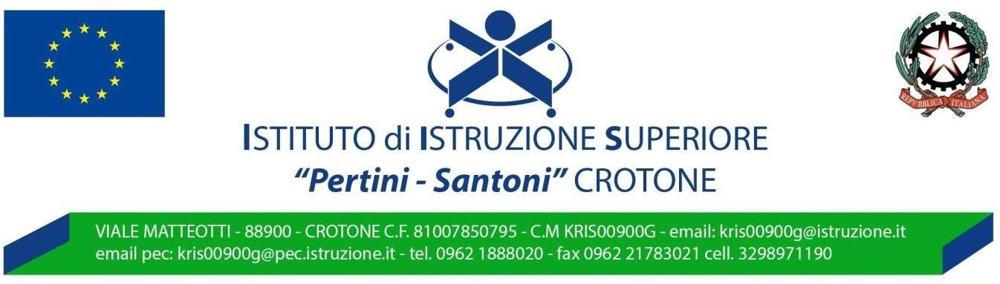 REPVBBLICA ITALIANA
ISTITUTO di ISTRUZIONE SUPERIORE
“Pertini - Santoni” CROTONE
VIALE MATTEOTTI - 88900 - CROTONE C.F. 81007850795 - C.M KRIS00900G - email: kris00900g@istruzione.it
email pec: kris00900g@pec.istruzione.it - tel. 0962 1888020 - fax 0962 21783021 cell. 3298971190